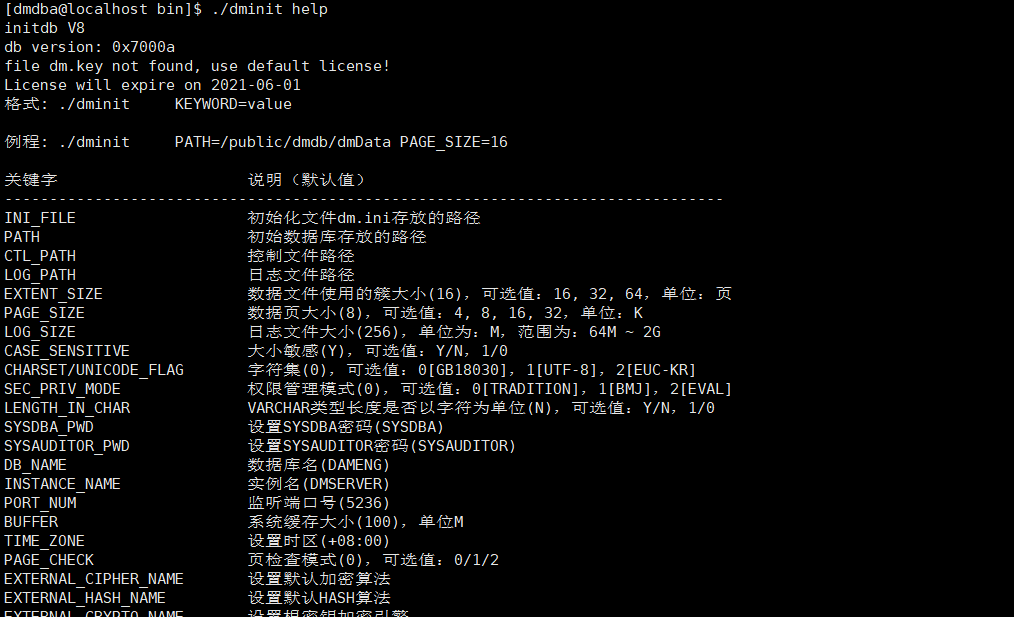 [dmdba@localhost bin]$ ./dminit help
initdb V8
db version: 0x7000a
file dm.key not found, use default license!
License will expire on 2021-06-01
格式: ./dminit     KEYWORD=value
例程: ./dminit     PATH=/public/dmdb/dmData PAGE_SIZE=16
关键字                     说明（默认值）
--------------------------------------------------------------------------------
INI_FILE                   初始化文件dm.ini存放的路径
PATH                       初始数据库存放的路径
CTL_PATH                   控制文件路径
LOG_PATH                   日志文件路径
EXTENT_SIZE                数据文件使用的簇大小(16)，可选值：16, 32, 64，单位：页
PAGE_SIZE                  数据页大小(8)，可选值：4, 8, 16, 32，单位：K
LOG_SIZE                   日志文件大小(256)，单位为：M，范围为：64M ~ 2G
CASE_SENSITIVE             大小敏感(Y)，可选值：Y/N，1/0
CHARSET/UNICODE_FLAG       字符集(0)，可选值：0[GB18030]，1[UTF-8]，2[EUC-KR]
SEC_PRIV_MODE              权限管理模式(0)，可选值：0[TRADITION]，1[BMJ]，2[EVAL]
LENGTH_IN_CHAR             VARCHAR类型长度是否以字符为单位(N)，可选值：Y/N，1/0
SYSDBA_PWD                 设置SYSDBA密码(SYSDBA)
SYSAUDITOR_PWD             设置SYSAUDITOR密码(SYSAUDITOR)
DB_NAME                    数据库名(DAMENG)
INSTANCE_NAME              实例名(DMSERVER)
PORT_NUM                   监听端口号(5236)
BUFFER                     系统缓存大小(100)，单位M
TIME_ZONE                  设置时区(+08:00)
PAGE_CHECK                 页检查模式(0)，可选值：0/1/2
EXTERNAL_CIPHER_NAME       设置默认加密算法
EXTERNAL_HASH_NAME         设置默认HASH算法
EXTERNAL_CRYPTO_NAME       设置根密钥加密引擎